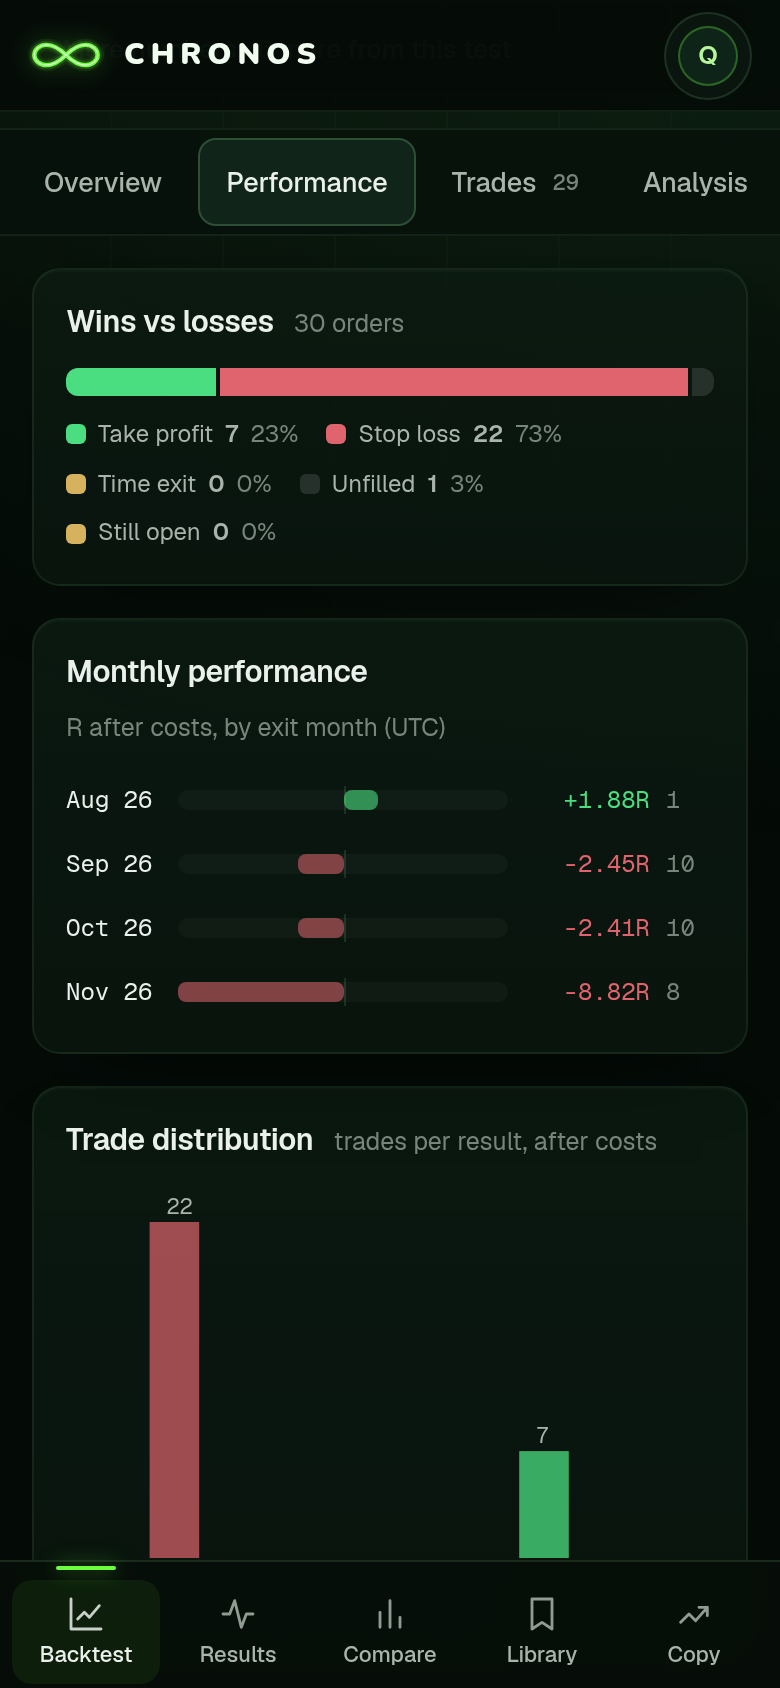 CHRONOS
Q
Overview Performance Trades 29 Analysis
Wins vs losses 30 orders
Take profit 7 23% Stop loss 22 73%
Time exit 0 0% Unfilled 1 3%
Still open 0 0%
Monthly performance
R after costs, by exit month (UTC)
Aug 26 +1.88R 1
Sep 26 -2.45R 10
Oct 26 -2.41R 10
Nov 26 -8.82R 8
Trade distribution trades per result, after costs
22
7
Backtest Results Compare Library Copy